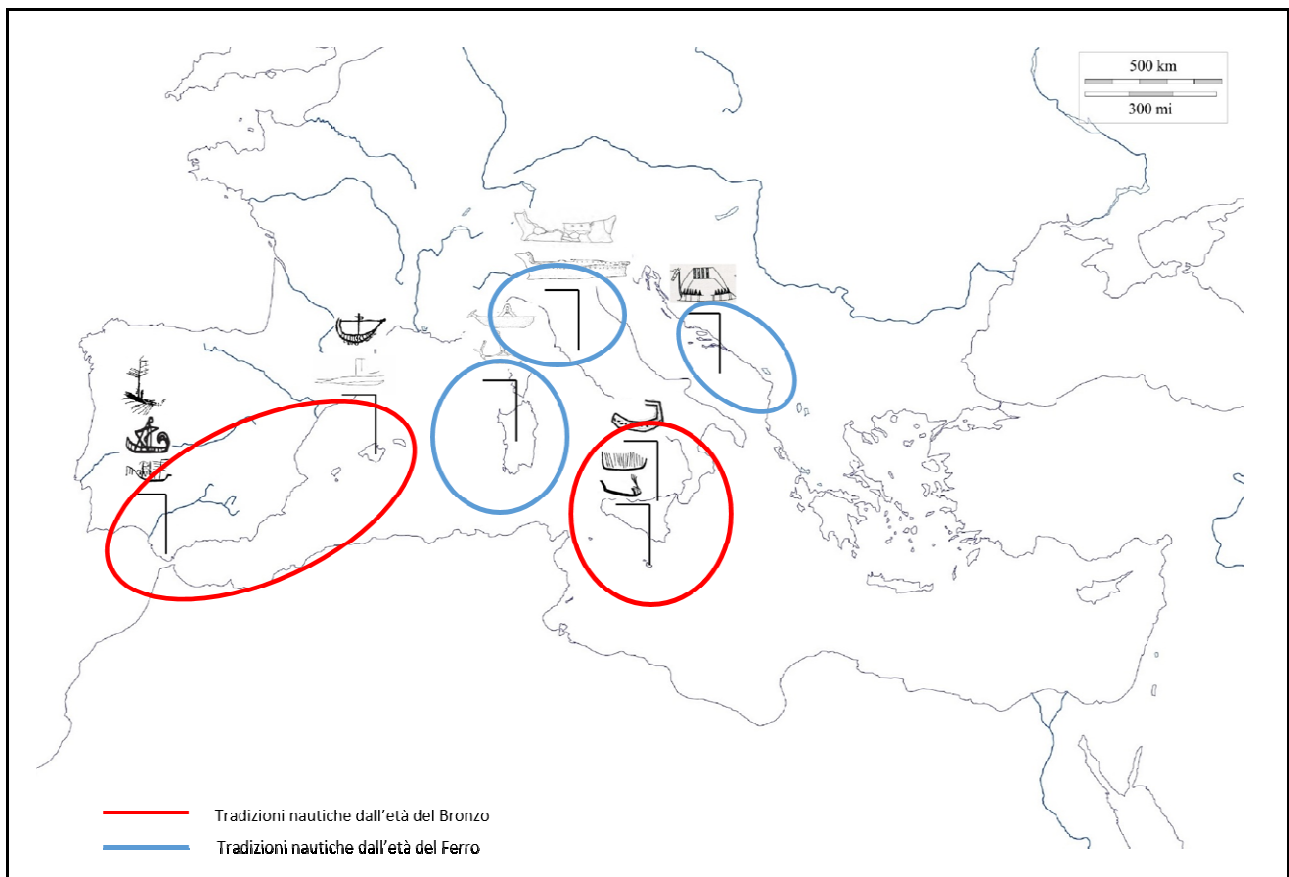 500 km
300 mi
Tradizioni nautiche dall'età del Bronzo
Tradizioni nautiche dall'età del Ferro